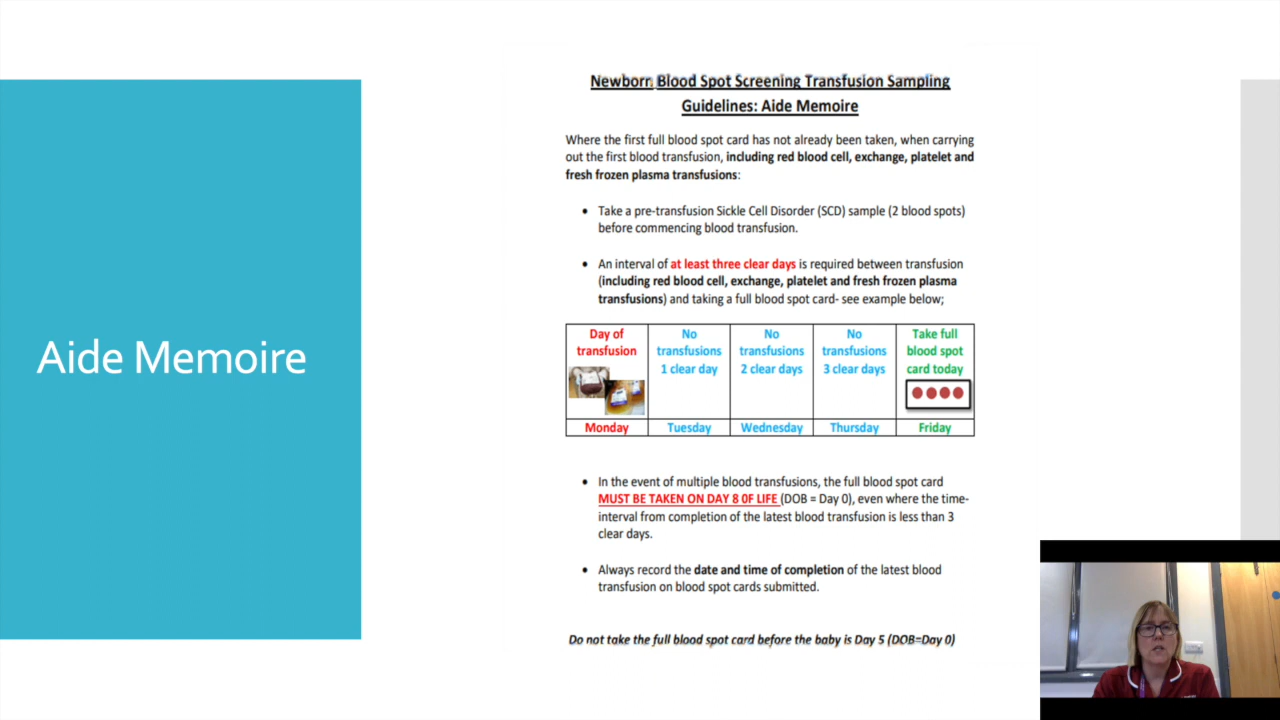 Aide Memoire
Newborn Blood Spot Screening Transfusion Sampling
Guidelines: Aide Memoire
Where the first full blood spot card has not already been taken, when carrying
out the first blood transfusion, including red blood cell, exchange, platelet and
fresh frozen plasma transfusions:
• Take a pre-transfusion Sickle Cell Disorder (SCD) sample (2 blood spots)
before commencing blood transfusion.
• An interval of at least three clear days is required between transfusion
(including red blood cell, exchange, platelet and fresh frozen plasma
transfusions) and taking a full blood spot card- see example below;
Day of
transfusion
Monday
No
transfusions
1 clear day
Tuesday
No
transfusions
2 clear days
Wednesday
No
transfusions
3 clear days
Thursday
Take full
blood spot
card today
Friday
• In the event of multiple blood transfusions, the full blood spot card
MUST BE TAKEN ON DAY 8 0F LIFE (DOB = Day 0), even where the time-
interval from completion of the latest blood transfusion is less than 3
clear days.
• Always record the date and time of completion of the latest blood
transfusion on blood spot cards submitted.
Do not take the full blood spot card before the baby is Day 5 (DOB=Day 0)